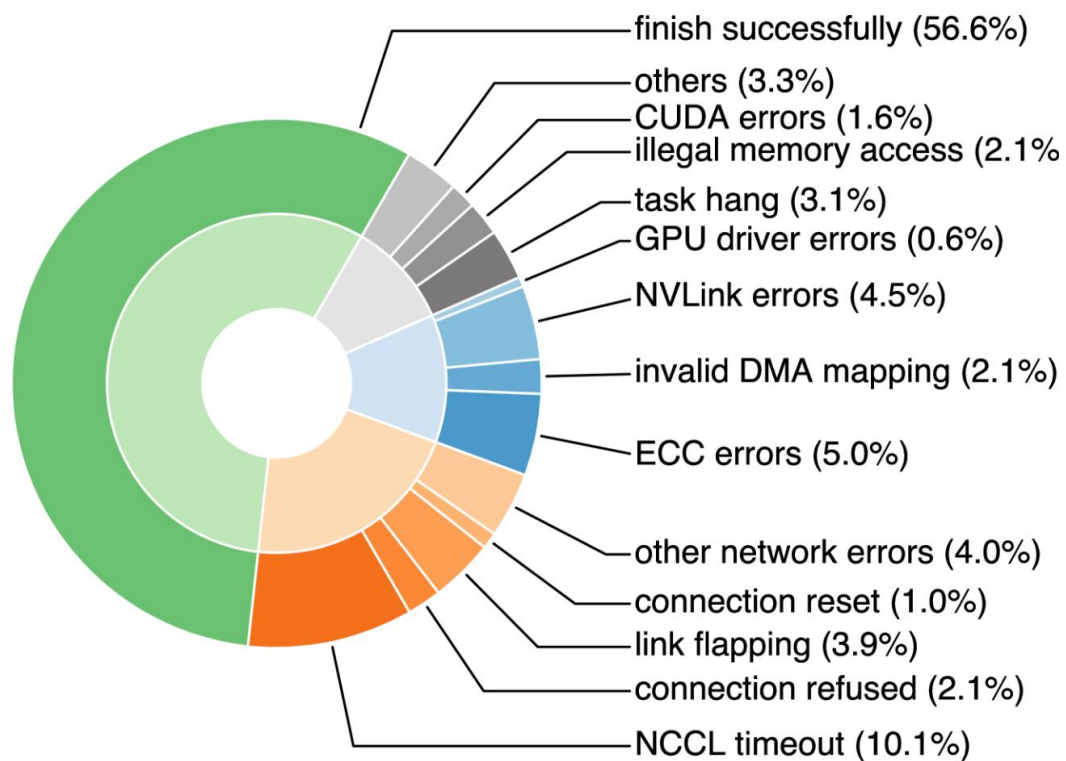 finish successfully (56.6%)
others (3.3%)
CUDA errors (1.6%)
illegal memory access (2.1%
task hang (3.1%)
GPU driver errors (0.6%)
NVLink errors (4.5%)
invalid DMA mapping (2.1%)
ECC errors (5.0%)
other network errors (4.0%)
connection reset (1.0%)
link flapping (3.9%)
connection refused (2.1%)
NCCL timeout (10.1%)